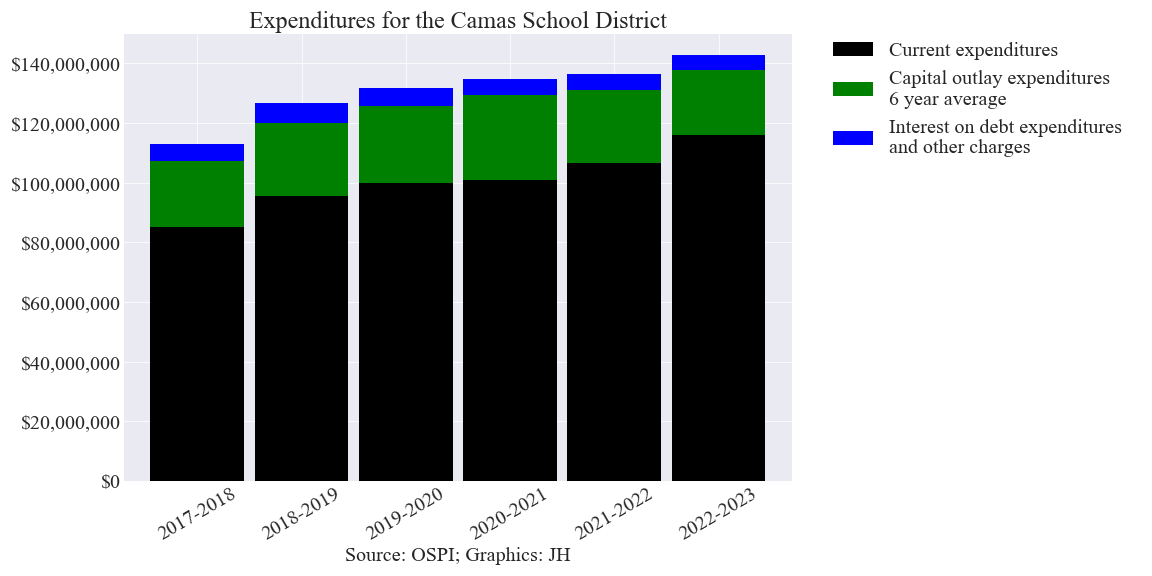 Expenditures for the Camas School District
$140,000,000
$120,000,000
$100,000,000
$80,000,000
$60,000,000
$40,000,000
$20,000,000
$0
2017-2018
2018-2019
2019-2020
2020-2021
2021-2022
2022-2023
Source: OSPI; Graphics: JH
Current expenditures
Capital outlay expenditures
6 year average
Interest on debt expenditures
and other charges